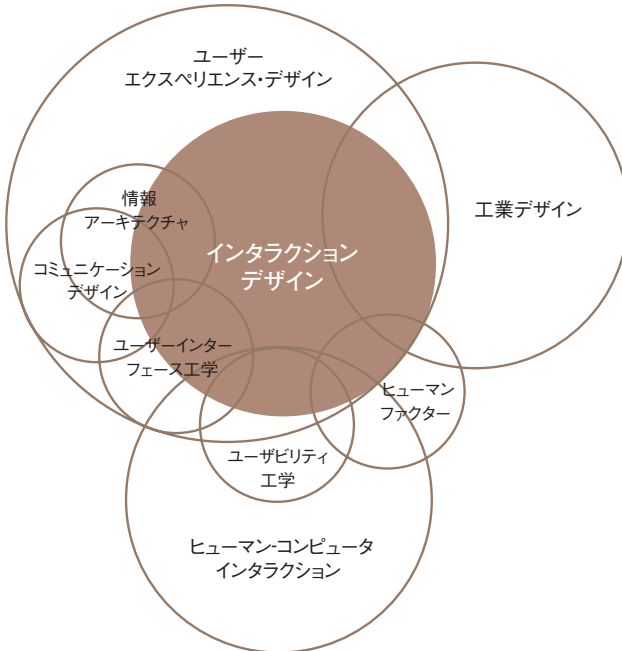 ユーザー
エクスペリエンス・デザイン
工業デザイン
情報
アーキテクチャ
インタラクション
デザイン
コミュニケーション
デザイン
ユーザーインター
フェース工学
ヒューマン
ファクター
ユーザビリティ
工学
ヒューマン-コンピュータ
インタラクション